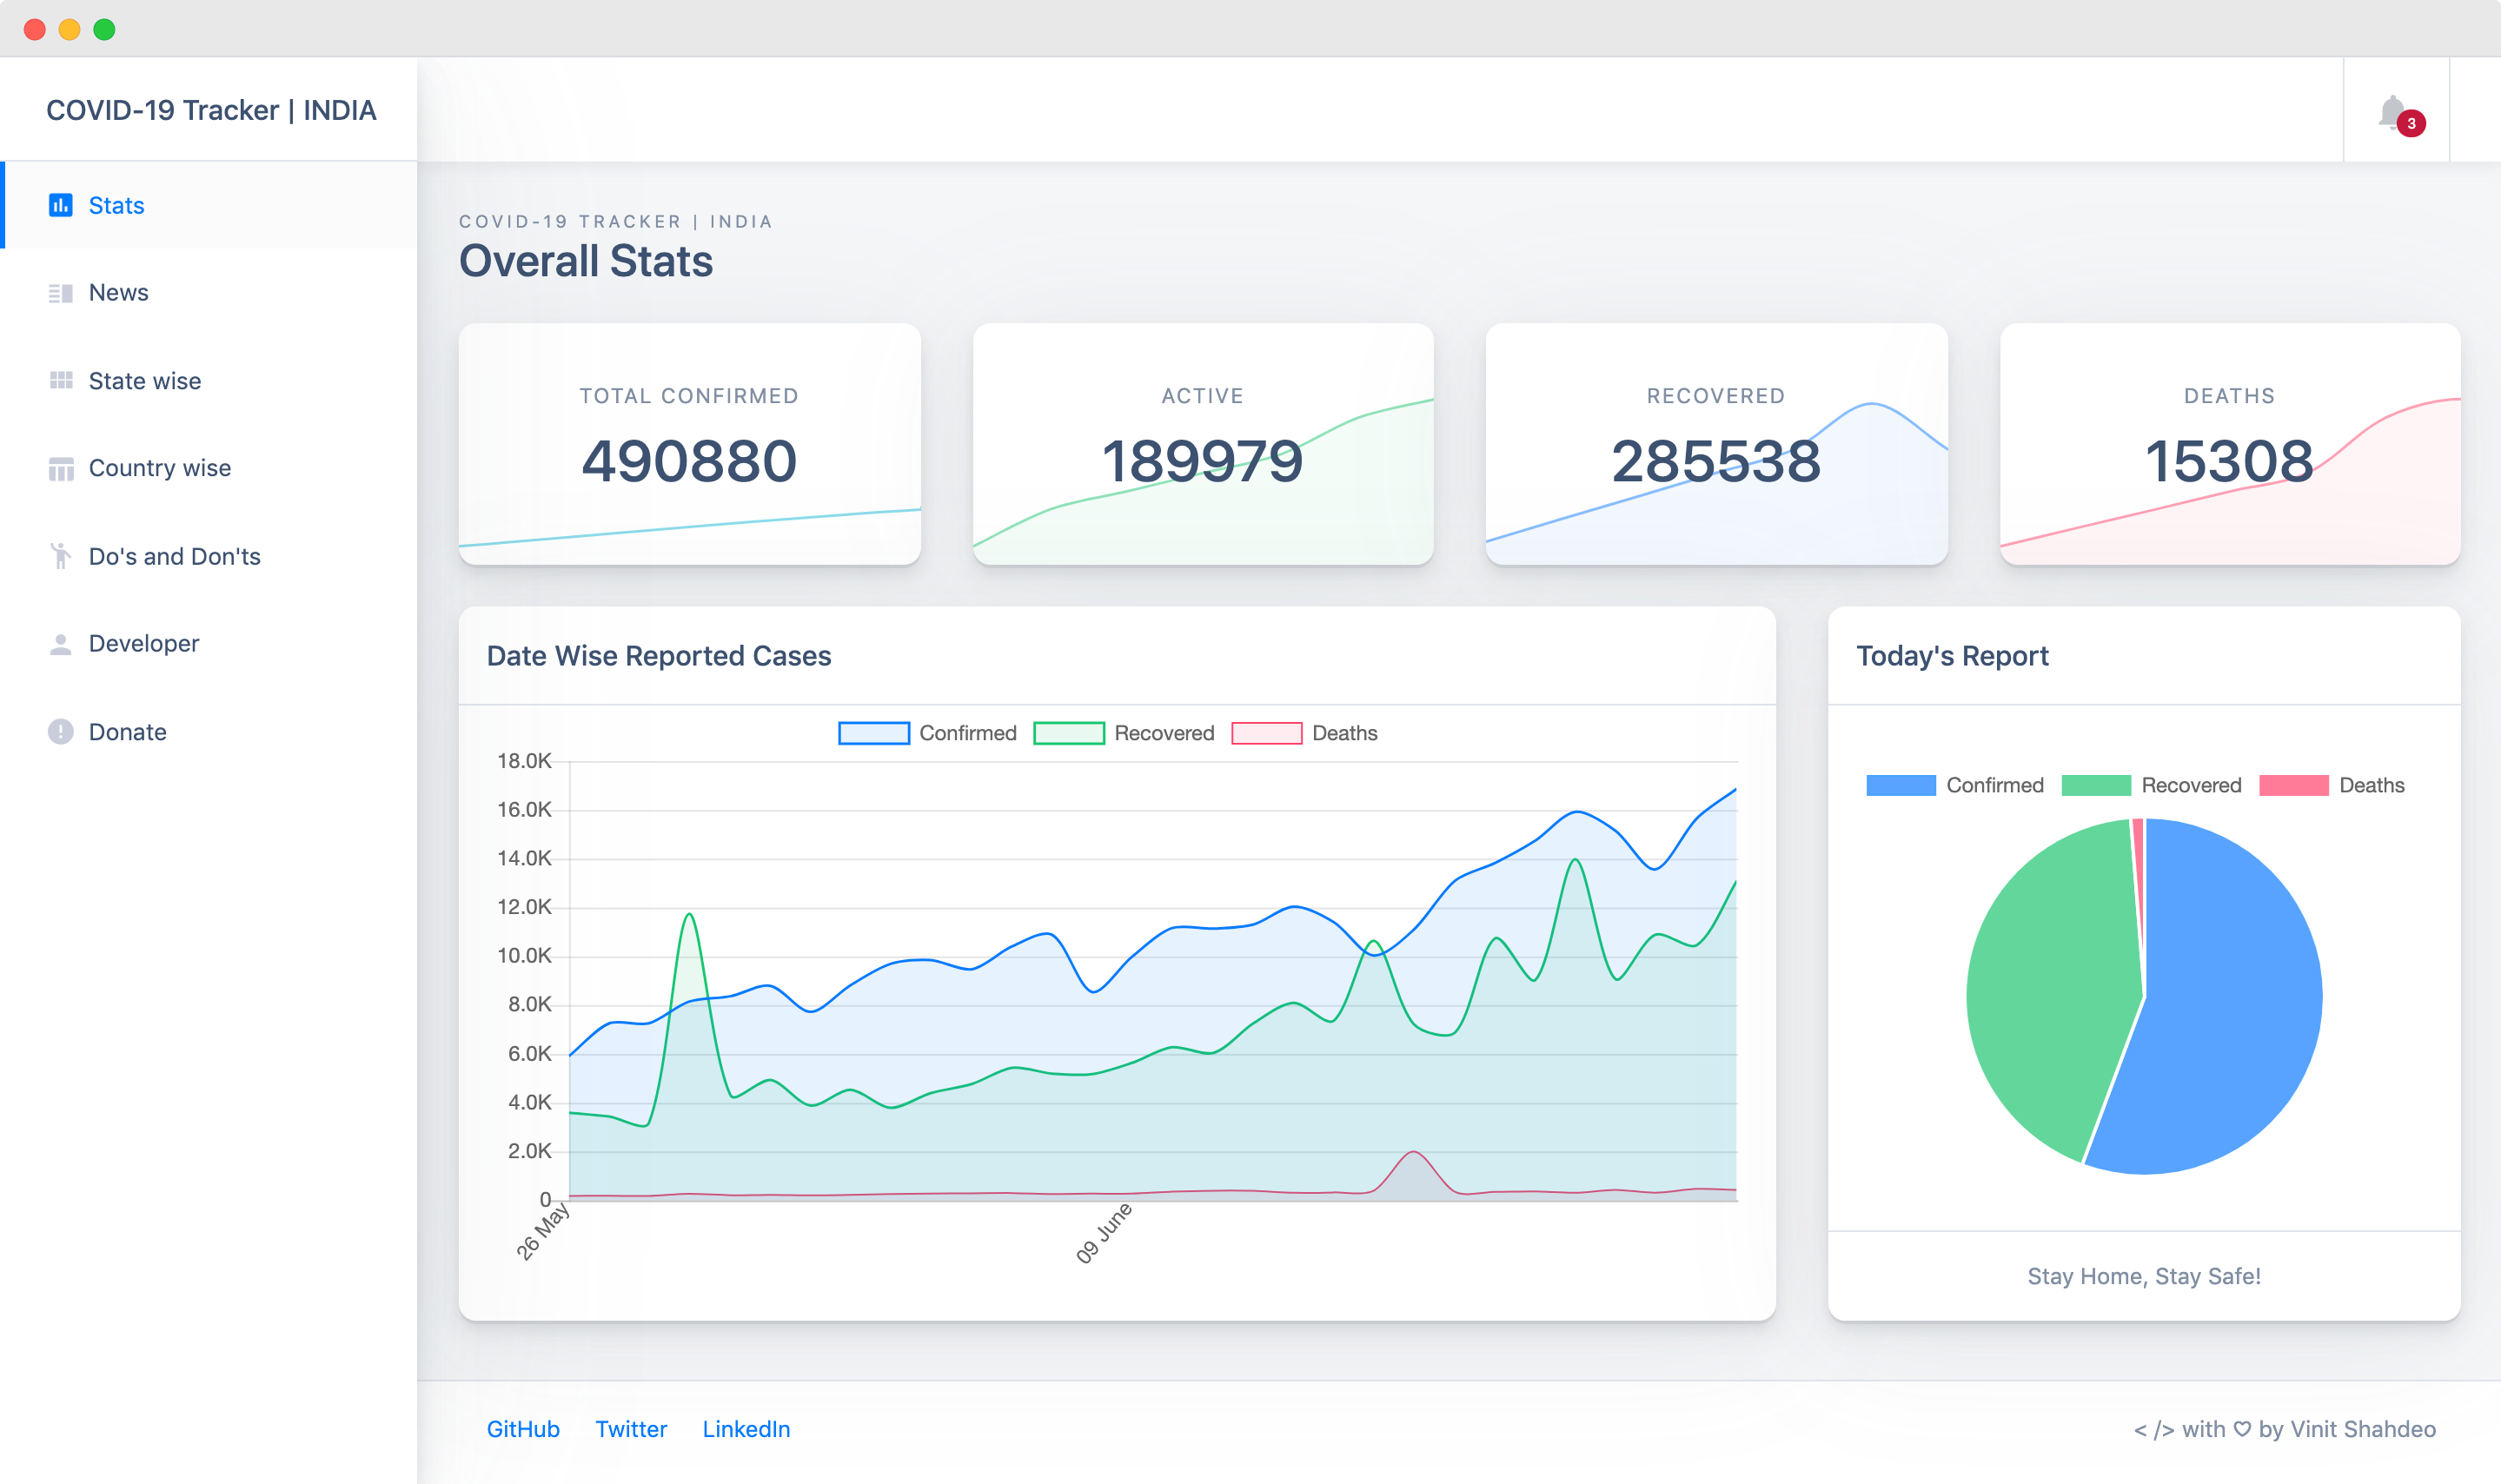 COVID-19 Tracker | INDIA
3
Stats
News
State wise
Country wise
Do's and Don'ts
Developer
Donate
COVID-19 TRACKER | INDIA
Overall Stats
TOTAL CONFIRMED
490880
ACTIVE
189979
RECOVERED
285538
DEATHS
15308
Date Wise Reported Cases
Confirmed Recovered Deaths
18.0K
16.0K
14.0K
12.0K
10.0K
8.0K
6.0K
4.0K
2.0K
0
26 May
09 June
Today's Report
Confirmed Recovered Deaths
Stay Home, Stay Safe!
GitHub Twitter LinkedIn
< /> with ♡ by Vinit Shahdeo